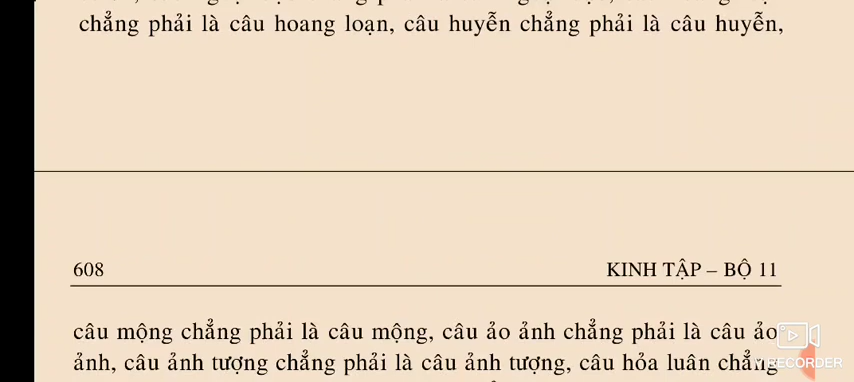 chẳng phải là câu hoang loạn, câu huyễn chẳng phải là câu huyễn,
608
KINH TẬP – BỘ 11
câu mộng chẳng phải là câu mộng, câu ảo ảnh chẳng phải là câu ảo
ảnh, câu ảnh tượng chẳng phải là câu ảnh tượng, câu hỏa luân chẳng
RECORDER